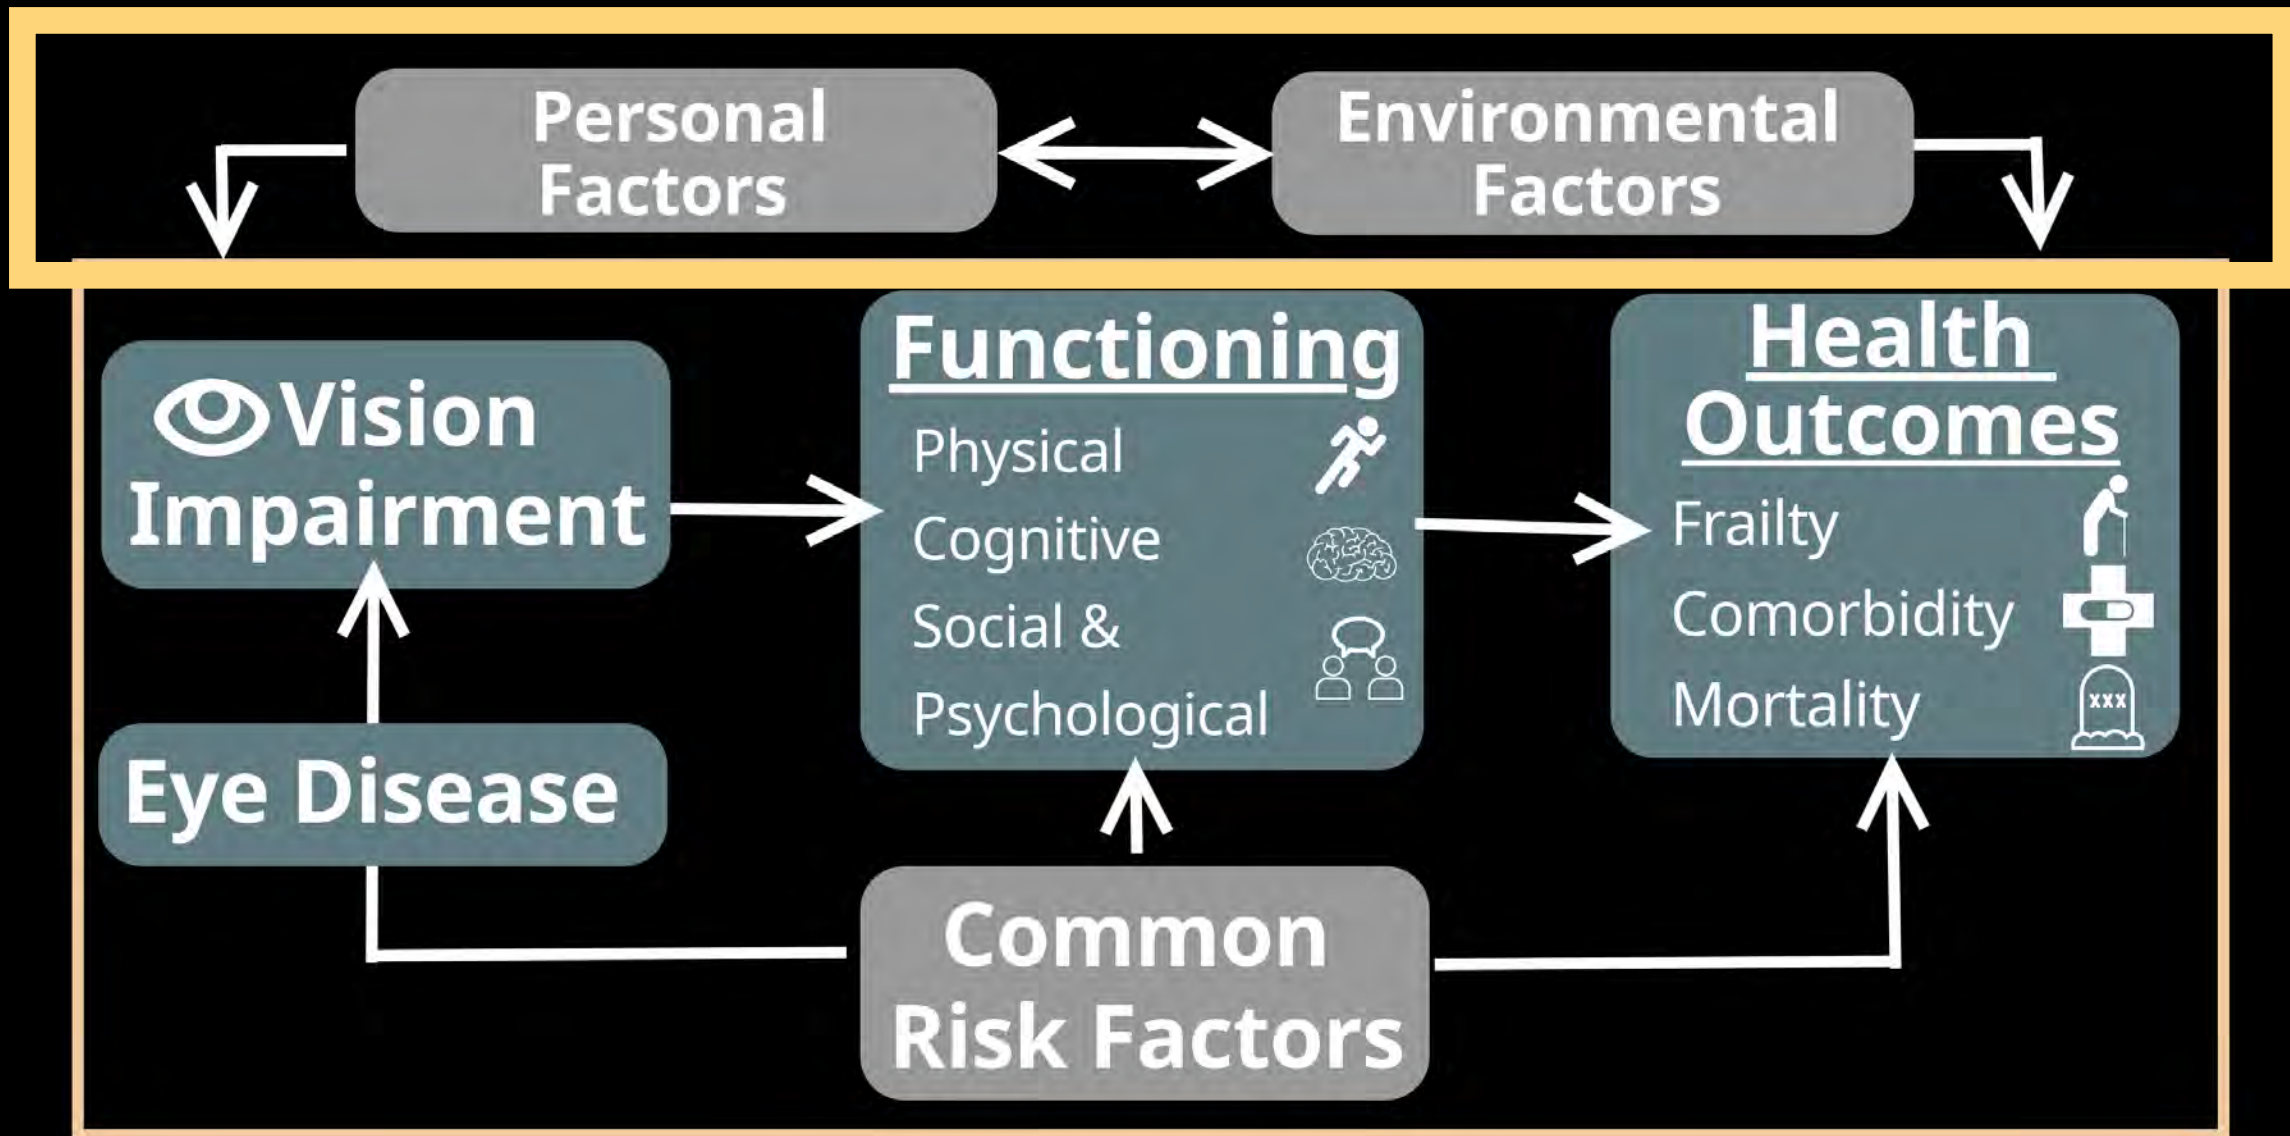 Personal
Factors
Environmental
Factors
Vision
Impairment
Eye Disease
Functioning
Physical
Cognitive
Social &
Psychological
Health
Outcomes
Frailty
Comorbidity
Mortality
xxx
Common
Risk Factors